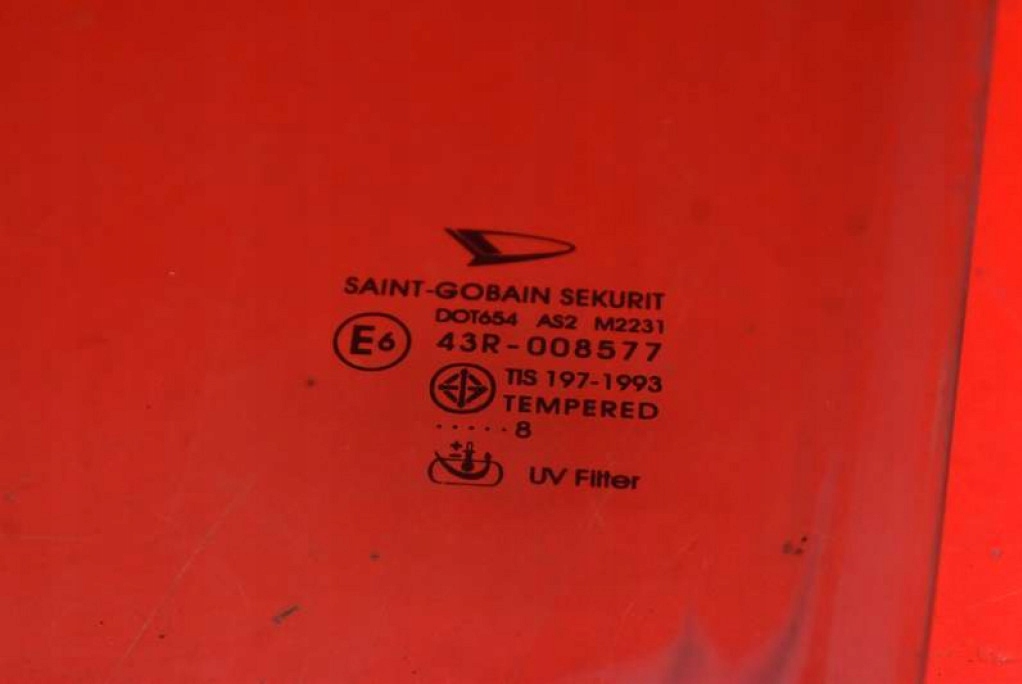 SAINT-GOBAIN SEKURIT
DOT654 AS2 M2231
E6 43R-008577
TIS 197-1993
TEMPERED
.....8
UV Filter